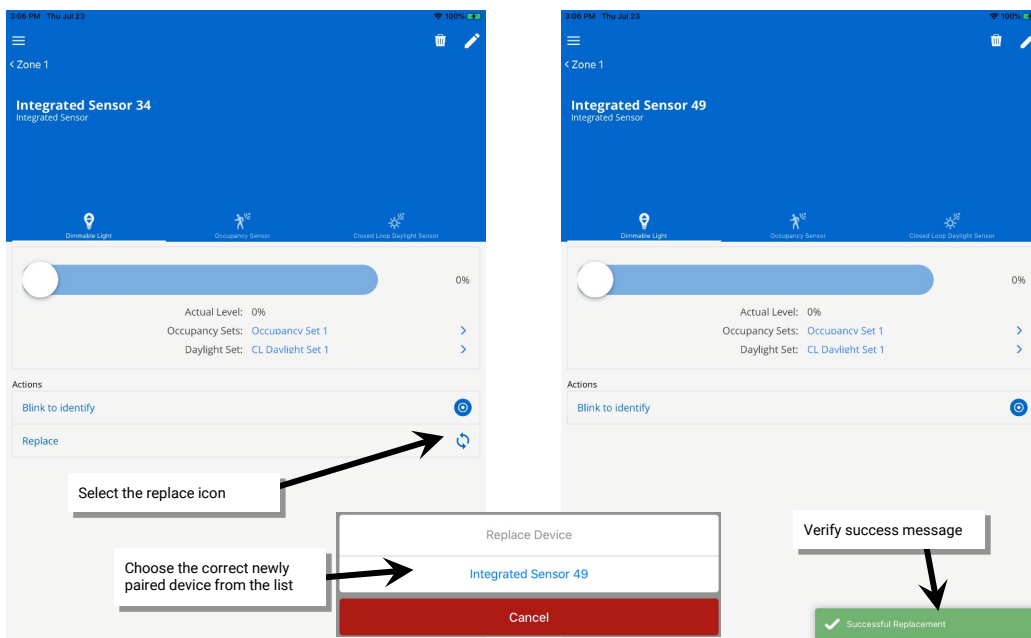 3:06 PM Thu Jul 23
100%
< Zone 1
Integrated Sensor 34
Integrated Sensor
Dimmable Light
Occupancy Sensor
Closed Loop Daylight Sensor
0%
Actual Level: 0%
Occupancy Sets: Occupancy Set 1
Daylight Set: CL Daylight Set 1
Actions
Blink to identify
Replace
Select the replace icon
Choose the correct newly
paired device from the list
Replace Device
Integrated Sensor 49
Cancel
3:06 PM Thu Jul 23
100%
< Zone 1
Integrated Sensor 49
Integrated Sensor
Dimmable Light
Occupancy Sensor
Closed Loop Daylight Sensor
0%
Actual Level: 0%
Occupancy Sets: Occupancy Set 1
Daylight Set: CL Daylight Set 1
Actions
Blink to identify
Verify success message
Successful Replacement